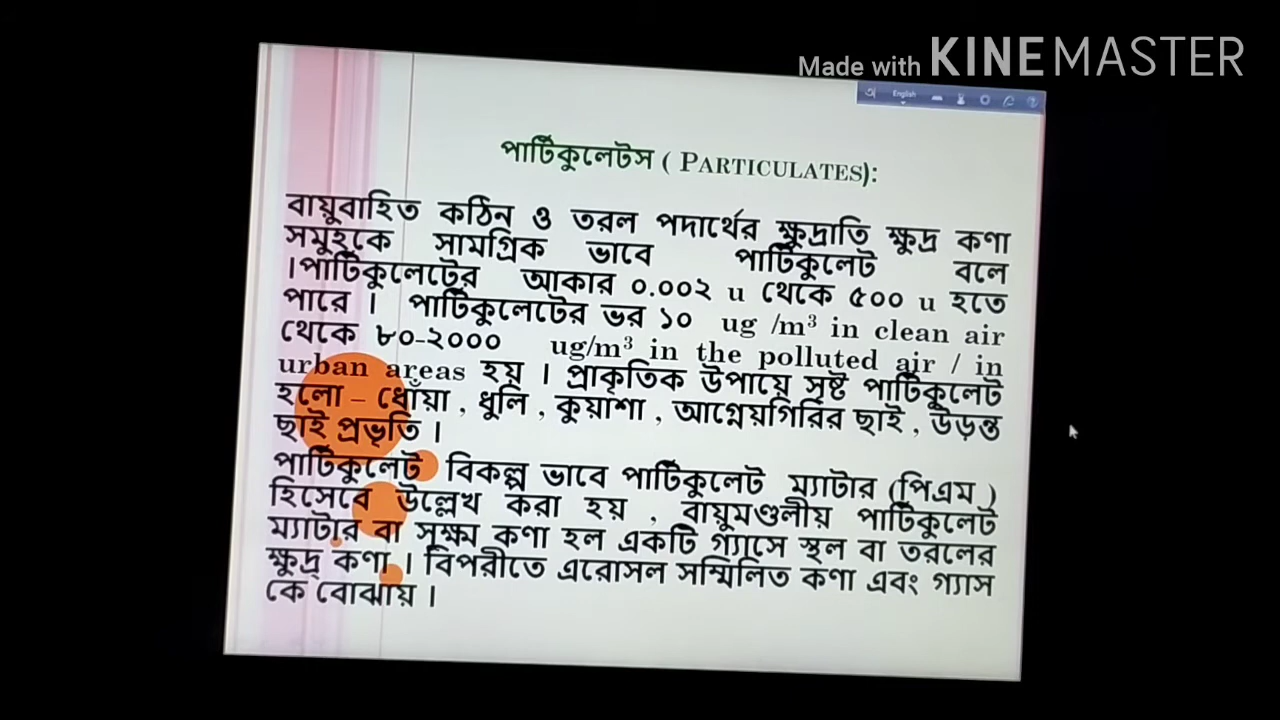 Made with KINEMASTER
English
পার্টিকুলেটস ( PARTICULATES):
বায়ুবাহিত কঠিন ও তরল পদার্থের ক্ষুদ্রাতি ক্ষুদ্র কণা
সমুহকে সামগ্রিক ভাবে পার্টিকুলেট বলে
।পার্টিকুলেটের আকার ০.০০২ u থেকে ৫০০ u হতে
পারে । পার্টিকুলেটের ভর ১০ ug /m³ in clean air
থেকে ৮০-২০০০ ug/m³ in the polluted air / in
urban areas হয় । প্রাকৃতিক উপায়ে সৃষ্ট পার্টিকুলেট
হলো – ধোঁয়া , ধুলি , কুয়াশা , আগ্নেয়গিরির ছাই , উড়ন্ত
ছাই প্রভৃতি ।
পার্টিকুলেট বিকল্প ভাবে পার্টিকুলেট ম্যাটার (পিএম )
হিসেবে উল্লেখ করা হয় , বায়ুমণ্ডলীয় পার্টিকুলেট
ম্যাটার বা সূক্ষ্ম কণা হল একটি গ্যাসে স্থল বা তরলের
ক্ষুদ্র কণা । বিপরীতে এরোসল সম্মিলিত কণা এবং গ্যাস
কে বোঝায় ।